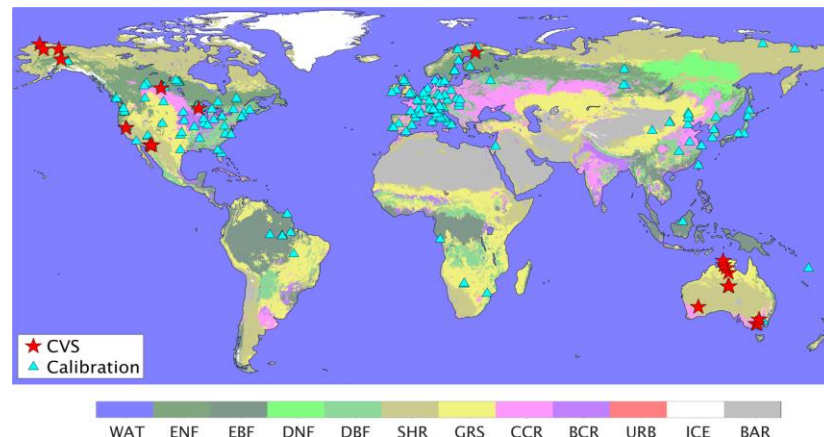 CVS
Calibration
WAT ENF EBF DNF DBF SHR GRS CCR BCR URB ICE BAR